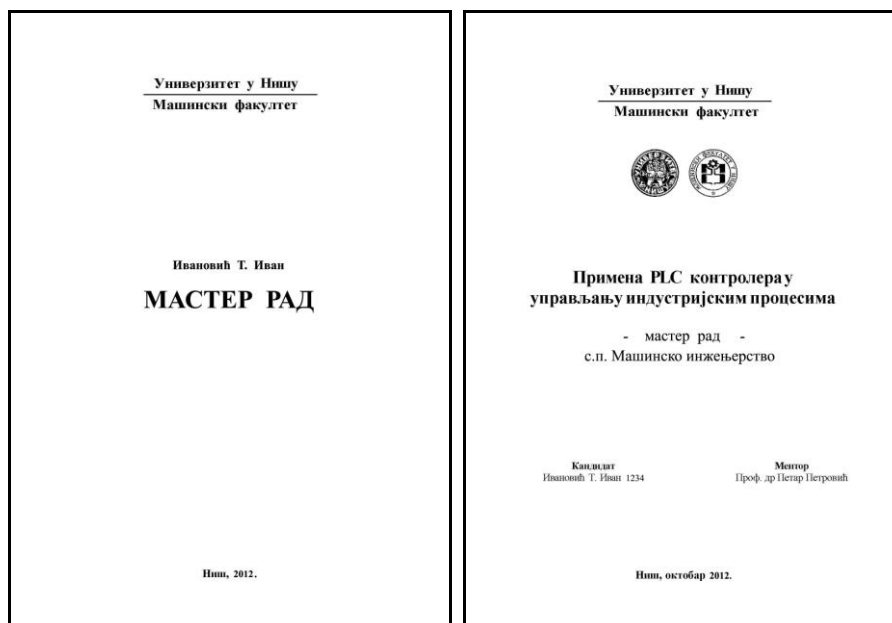 Универзитет у Нишу
Машински факултет
Ивановић Т. Иван
МАСТЕР РАД
Ниш, 2012.
Универзитет у Нишу
Машински факултет
Примена PLC контролера у
управљању индустријским процесима
- мастер рад -
с.п. Машинско инжењерство
Кандидат
Ивановић Т. Иван 1234
Ментор
Проф. др Петар Петровић
Ниш, октобар 2012.